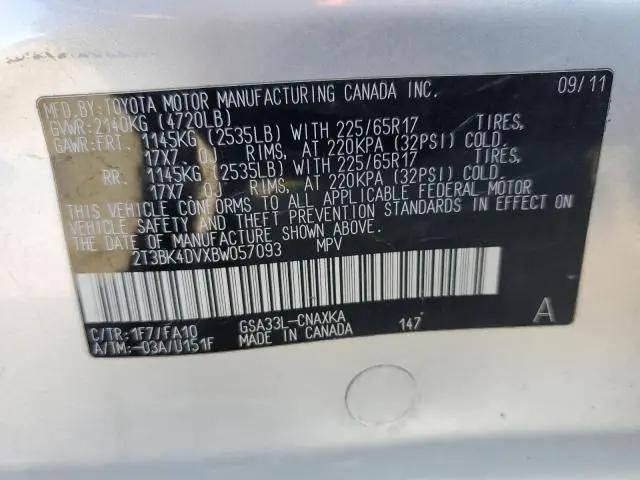 MFD.BY:TOYOTA MOTOR MANUFACTURING CANADA INC. 09/11
GVWR:2140KG (4720LB)
GAWR:FRT. 1145KG (2535LB) WITH 225/65R17 TIRES,
17X7 0J RIMS, AT 220KPA (32PSI) COLD.
RR. 1145KG (2535LB) WITH 225/65R17 TIRES,
17X7 0J RIMS, AT 220KPA (32PSI) COLD.
THIS VEHICLE CONFORMS TO ALL APPLICABLE FEDERAL MOTOR
VEHICLE SAFETY AND THEFT PREVENTION STANDARDS IN EFFECT ON
THE DATE OF MANUFACTURE SHOWN ABOVE.
2T3BK4DVXBW057093 MPV
C/TR:1F7/FA10 GSA33L-CNAXKA 147 A
A/TM:-03A/U151F MADE IN CANADA